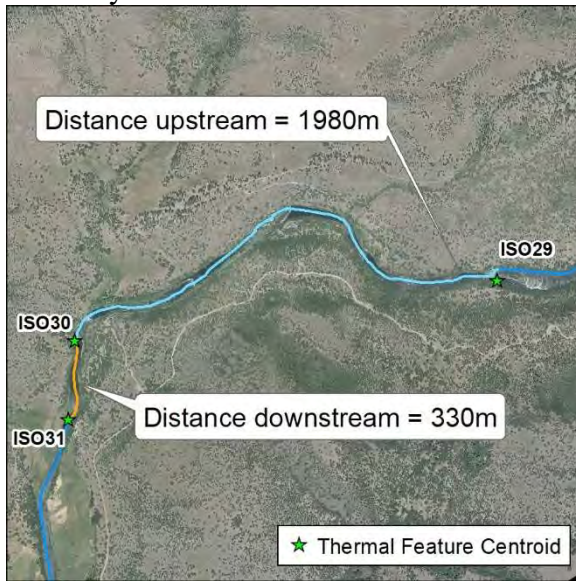 Distance upstream = 1980m
ISO29
ISO30
Distance downstream = 330m
ISO31
Thermal Feature Centroid